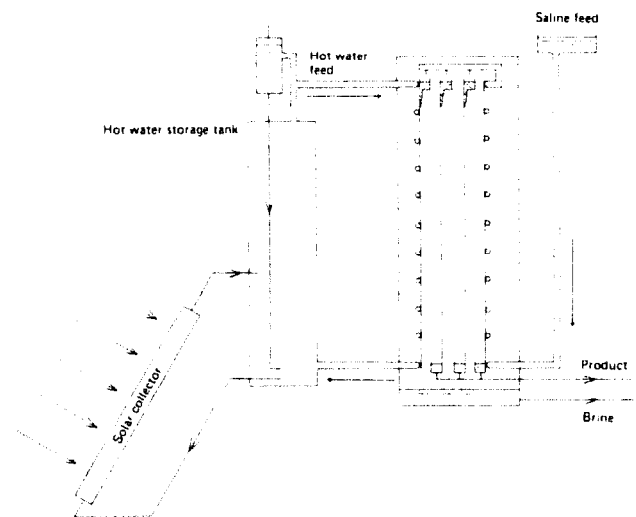 Saline feed
Hot water
feed
Hot water storage tank
Solar collector
Product
Brine